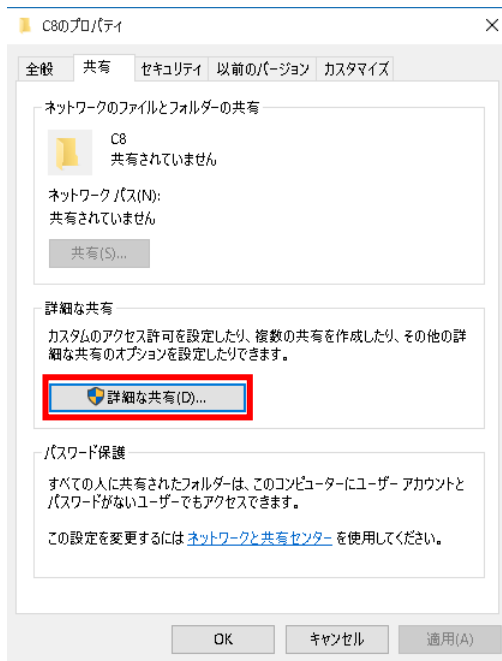 C8のプロパティ
全般 共有 セキュリティ 以前のバージョン カスタマイズ
ネットワークのファイルとフォルダーの共有
C8
共有されていません
ネットワーク パス(N):
共有されていません
共有(S)...
詳細な共有
カスタムのアクセス許可を設定したり、複数の共有を作成したり、その他の詳
細な共有のオプションを設定したりできます。
詳細な共有(D)...
パスワード保護
すべての人に共有されたフォルダーは、このコンピューターにユーザー アカウントと
パスワードがないユーザーでもアクセスできます。
この設定を変更するには ネットワークと共有センター を使用してください。
OK キャンセル 適用(A)